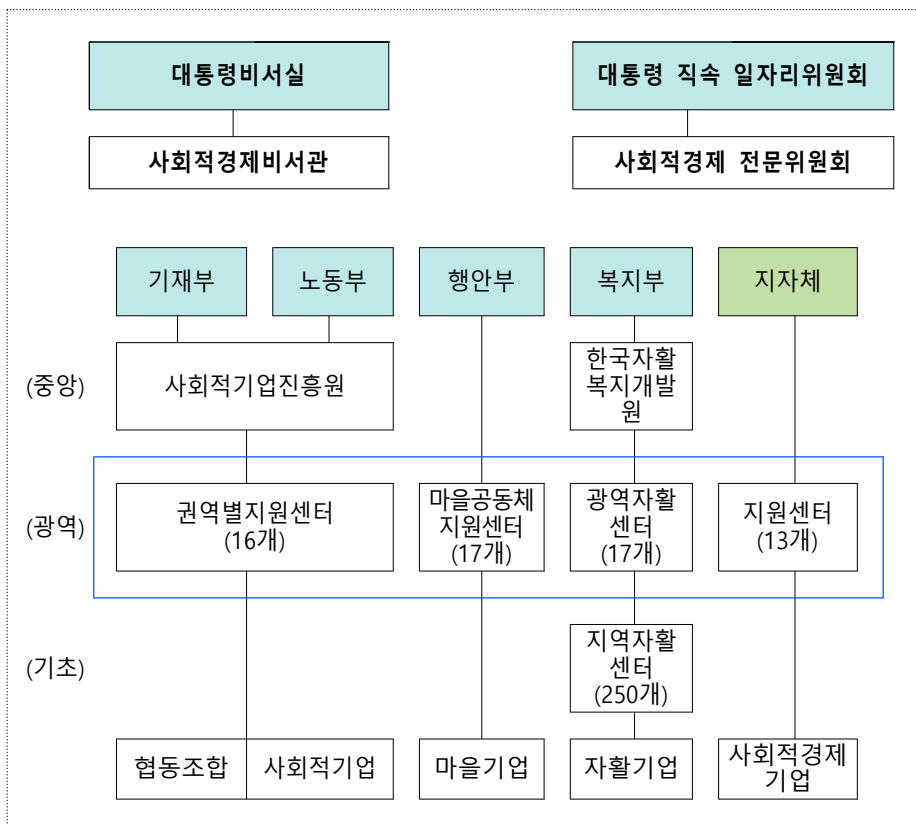 대통령비서실
대통령 직속 일자리위원회
사회적경제비서관
사회적경제 전문위원회
기재부
노동부
행안부
복지부
지자체
(중앙)
사회적기업진흥원
한국자활
복지개발
원
(광역)
권역별지원센터
(16개)
마을공동체
지원센터
(17개)
광역자활
센터
(17개)
지원센터
(13개)
(기초)
지역자활
센터
(250개)
협동조합
사회적기업
마을기업
자활기업
사회적경제
기업